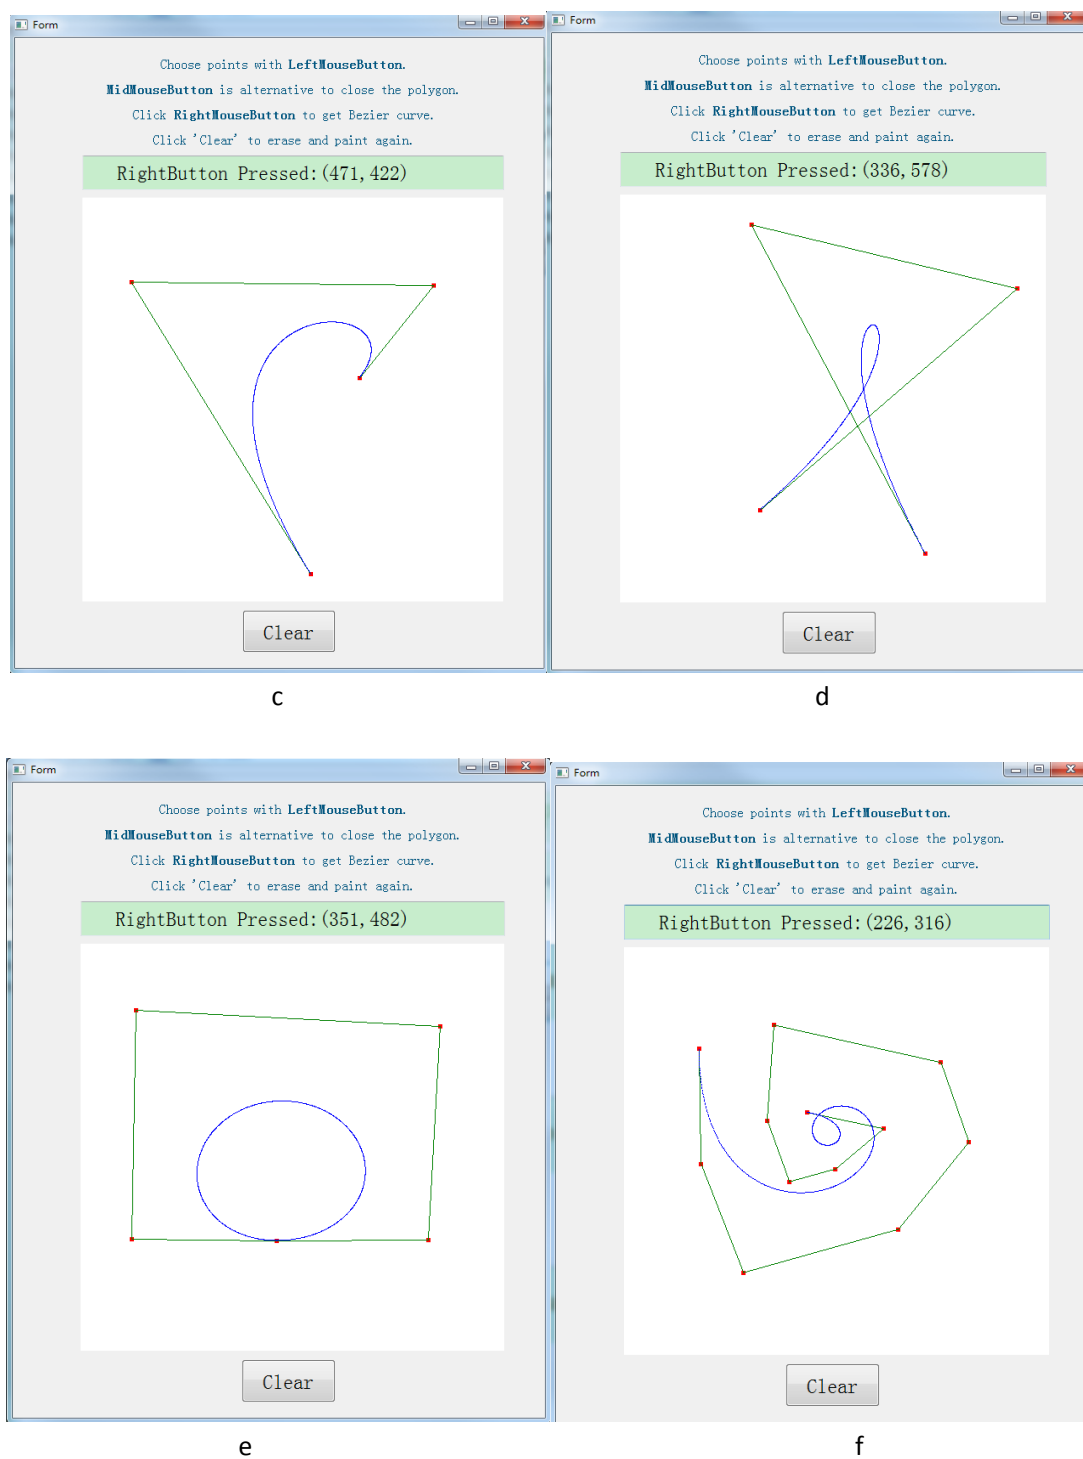 Form
Choose points with LeftMouseButton.
MidMouseButton is alternative to close the polygon.
Click RightMouseButton to get Bezier curve.
Click 'Clear' to erase and paint again.
RightButton Pressed:(471,422)
Clear
c
Form
Choose points with LeftMouseButton.
MidMouseButton is alternative to close the polygon.
Click RightMouseButton to get Bezier curve.
Click 'Clear' to erase and paint again.
RightButton Pressed:(336,578)
Clear
d
Form
Choose points with LeftMouseButton.
MidMouseButton is alternative to close the polygon.
Click RightMouseButton to get Bezier curve.
Click 'Clear' to erase and paint again.
RightButton Pressed:(351,482)
Clear
e
Form
Choose points with LeftMouseButton.
MidMouseButton is alternative to close the polygon.
Click RightMouseButton to get Bezier curve.
Click 'Clear' to erase and paint again.
RightButton Pressed:(226,316)
Clear
f